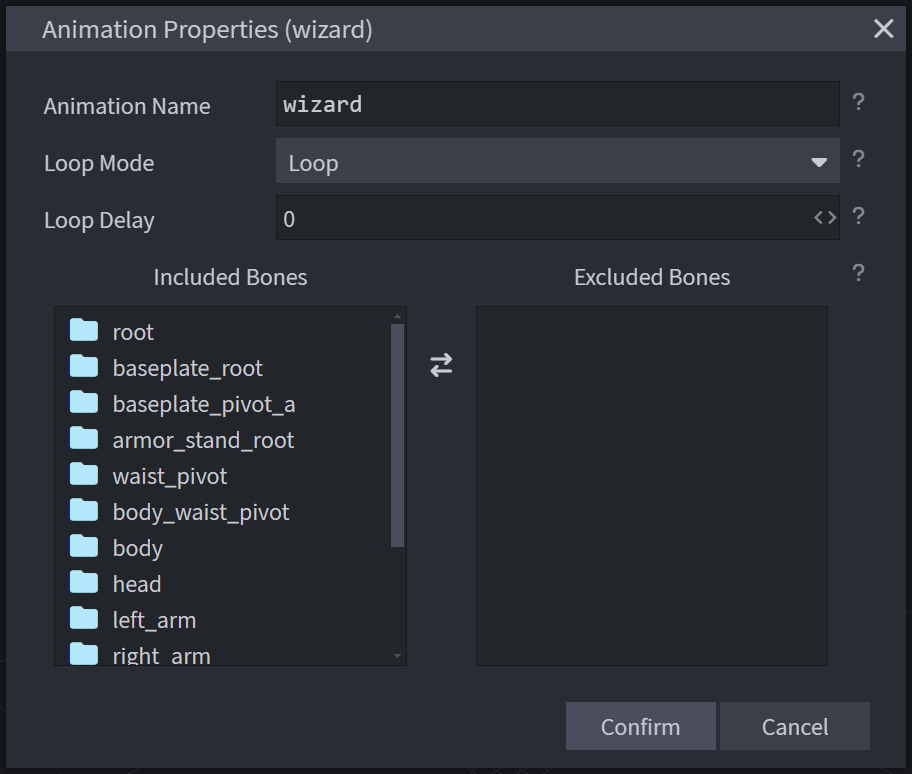 Animation Properties (wizard)
Animation Name
wizard
?
Loop Mode
Loop
?
Loop Delay
0
?
Included Bones
Excluded Bones
?
root
baseplate_root
baseplate_pivot_a
armor_stand_root
waist_pivot
body_waist_pivot
body
head
left_arm
right_arm
Confirm
Cancel